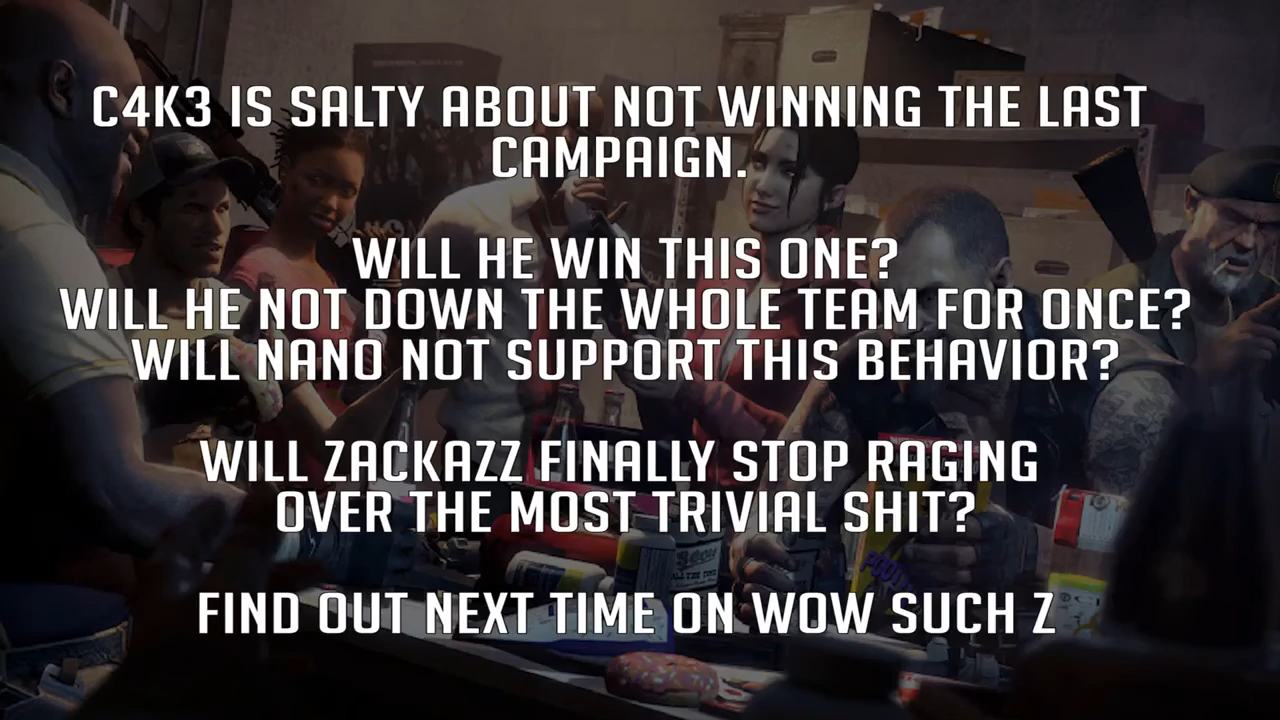 C4K3 IS SALTY ABOUT NOT WINNING THE LAST
CAMPAIGN.
WILL HE WIN THIS ONE?
WILL HE NOT DOWN THE WHOLE TEAM FOR ONCE?
WILL NANO NOT SUPPORT THIS BEHAVIOR?
WILL ZACKAZZ FINALLY STOP RAGING
OVER THE MOST TRIVIAL SHIT?
FIND OUT NEXT TIME ON WOW SUCH Z